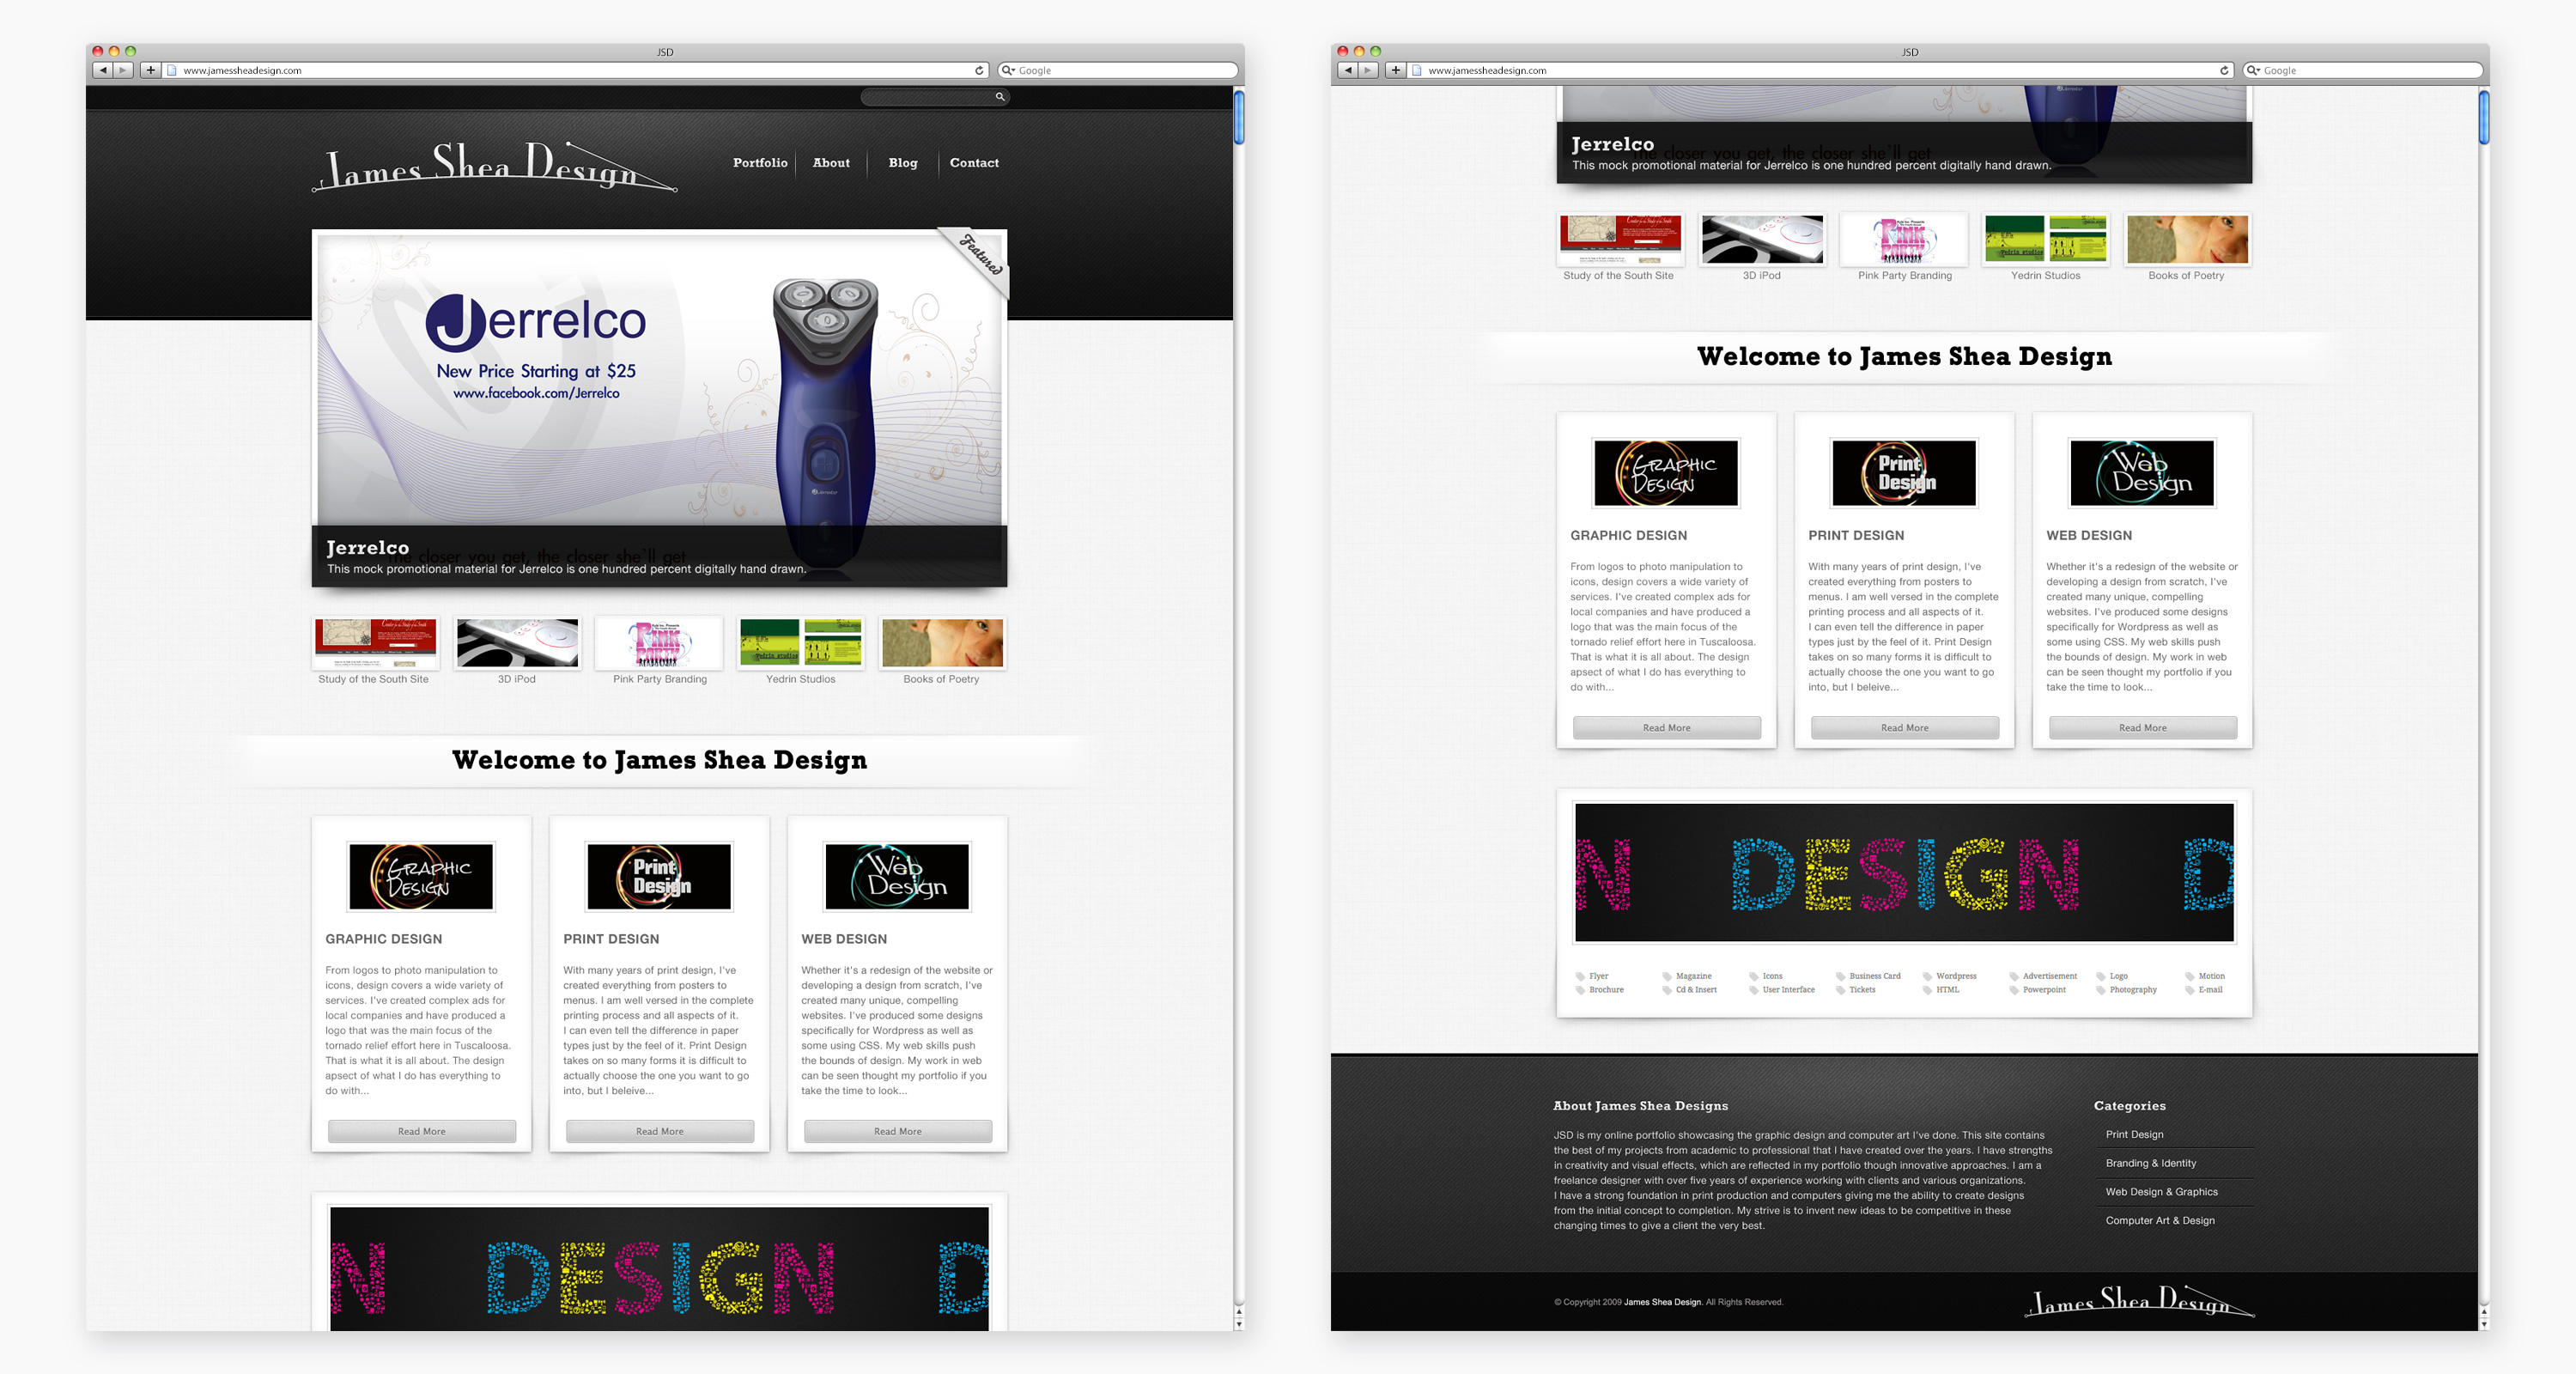 JSD
www.jamessheadesign.com
Google
James Shea Design
Portfolio
About
Blog
Contact
Featured
Jerrelco
New Price Starting at $25
www.facebook.com/Jerrelco
Jerrelco
the closer you get, the closer she'll get
Jerrelco
This mock promotional material for Jerrelco is one hundred percent digitally hand drawn.
PINK PARTY
Yedrin studios
Study of the South Site
3D iPod
Pink Party Branding
Yedrin Studios
Books of Poetry
Welcome to James Shea Design
Graphic Design
Print Design
Web Design
GRAPHIC DESIGN
From logos to photo manipulation to
icons, design covers a wide variety of
services. I've created complex ads for
local companies and have produced a
logo that was the main focus of the
tornado relief effort here in Tuscaloosa.
That is what it is all about. The design
apsect of what I do has everything to
do with...
Read More
PRINT DESIGN
With many years of print design, I've
created everything from posters to
menus. I am well versed in the complete
printing process and all aspects of it.
I can even tell the difference in paper
types just by the feel of it. Print Design
takes on so many forms it is difficult to
actually choose the one you want to go
into, but I beleive...
Read More
WEB DESIGN
Whether it's a redesign of the website or
developing a design from scratch, I've
created many unique, compelling
websites. I've produced some designs
specifically for Wordpress as well as
some using CSS. My web skills push
the bounds of design. My work in web
can be seen thought my portfolio if you
take the time to look...
Read More
N DESIGN D
JSD
www.jamessheadesign.com
Google
the closer you get, the closer she'll get
Jerrelco
This mock promotional material for Jerrelco is one hundred percent digitally hand drawn.
PINK PARTY
Yedrin studios
Study of the South Site
3D iPod
Pink Party Branding
Yedrin Studios
Books of Poetry
Welcome to James Shea Design
Graphic Design
Print Design
Web Design
GRAPHIC DESIGN
From logos to photo manipulation to
icons, design covers a wide variety of
services. I've created complex ads for
local companies and have produced a
logo that was the main focus of the
tornado relief effort here in Tuscaloosa.
That is what it is all about. The design
apsect of what I do has everything to
do with...
Read More
PRINT DESIGN
With many years of print design, I've
created everything from posters to
menus. I am well versed in the complete
printing process and all aspects of it.
I can even tell the difference in paper
types just by the feel of it. Print Design
takes on so many forms it is difficult to
actually choose the one you want to go
into, but I beleive...
Read More
WEB DESIGN
Whether it's a redesign of the website or
developing a design from scratch, I've
created many unique, compelling
websites. I've produced some designs
specifically for Wordpress as well as
some using CSS. My web skills push
the bounds of design. My work in web
can be seen thought my portfolio if you
take the time to look...
Read More
N DESIGN D
Flyer Magazine Icons Business Card Wordpress Advertisement Logo Motion
Brochure Cd & Insert User Interface Tickets HTML Powerpoint Photography E-mail
About James Shea Designs
JSD is my online portfolio showcasing the graphic design and computer art I've done. This site contains
the best of my projects from academic to professional that I have created over the years. I have strengths
in creativity and visual effects, which are reflected in my portfolio though innovative approaches. I am a
freelance designer with over five years of experience working with clients and various organizations.
I have a strong foundation in print production and computers giving me the ability to create designs
from the initial concept to completion. My strive is to invent new ideas to be competitive in these
changing times to give a client the very best.
Categories
Print Design
Branding & Identity
Web Design & Graphics
Computer Art & Design
© Copyright 2009 James Shea Design. All Rights Reserved.
James Shea Design